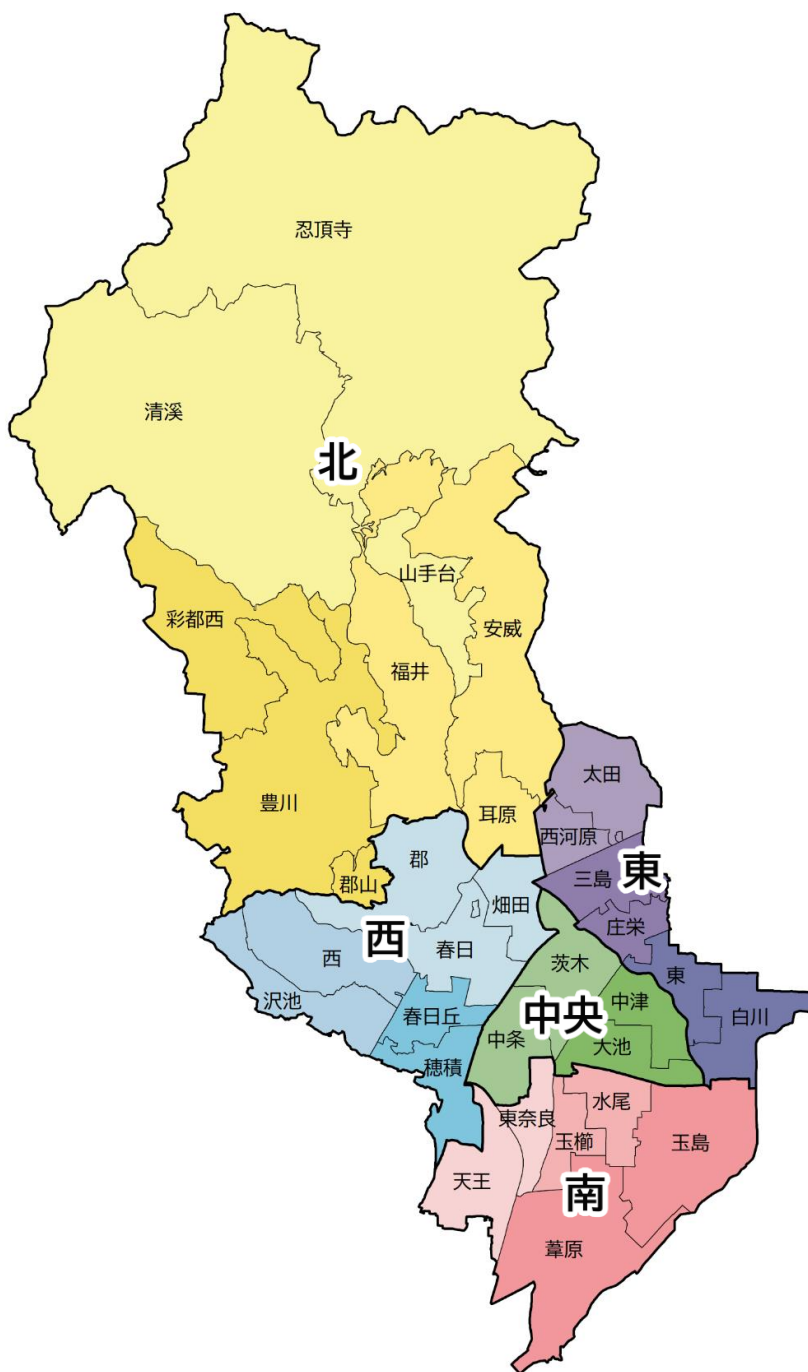 忍頂寺
清溪
北
山手台
彩都西
安威
福井
太田
豊川
耳原
西河原
郡
三島
東
郡山
畑田
庄栄
西
春日
西
茨木
東
沢池
中津
春日丘
中央
白川
中条
大池
穂積
水尾
東奈良
玉櫛
玉島
天王
南
葦原